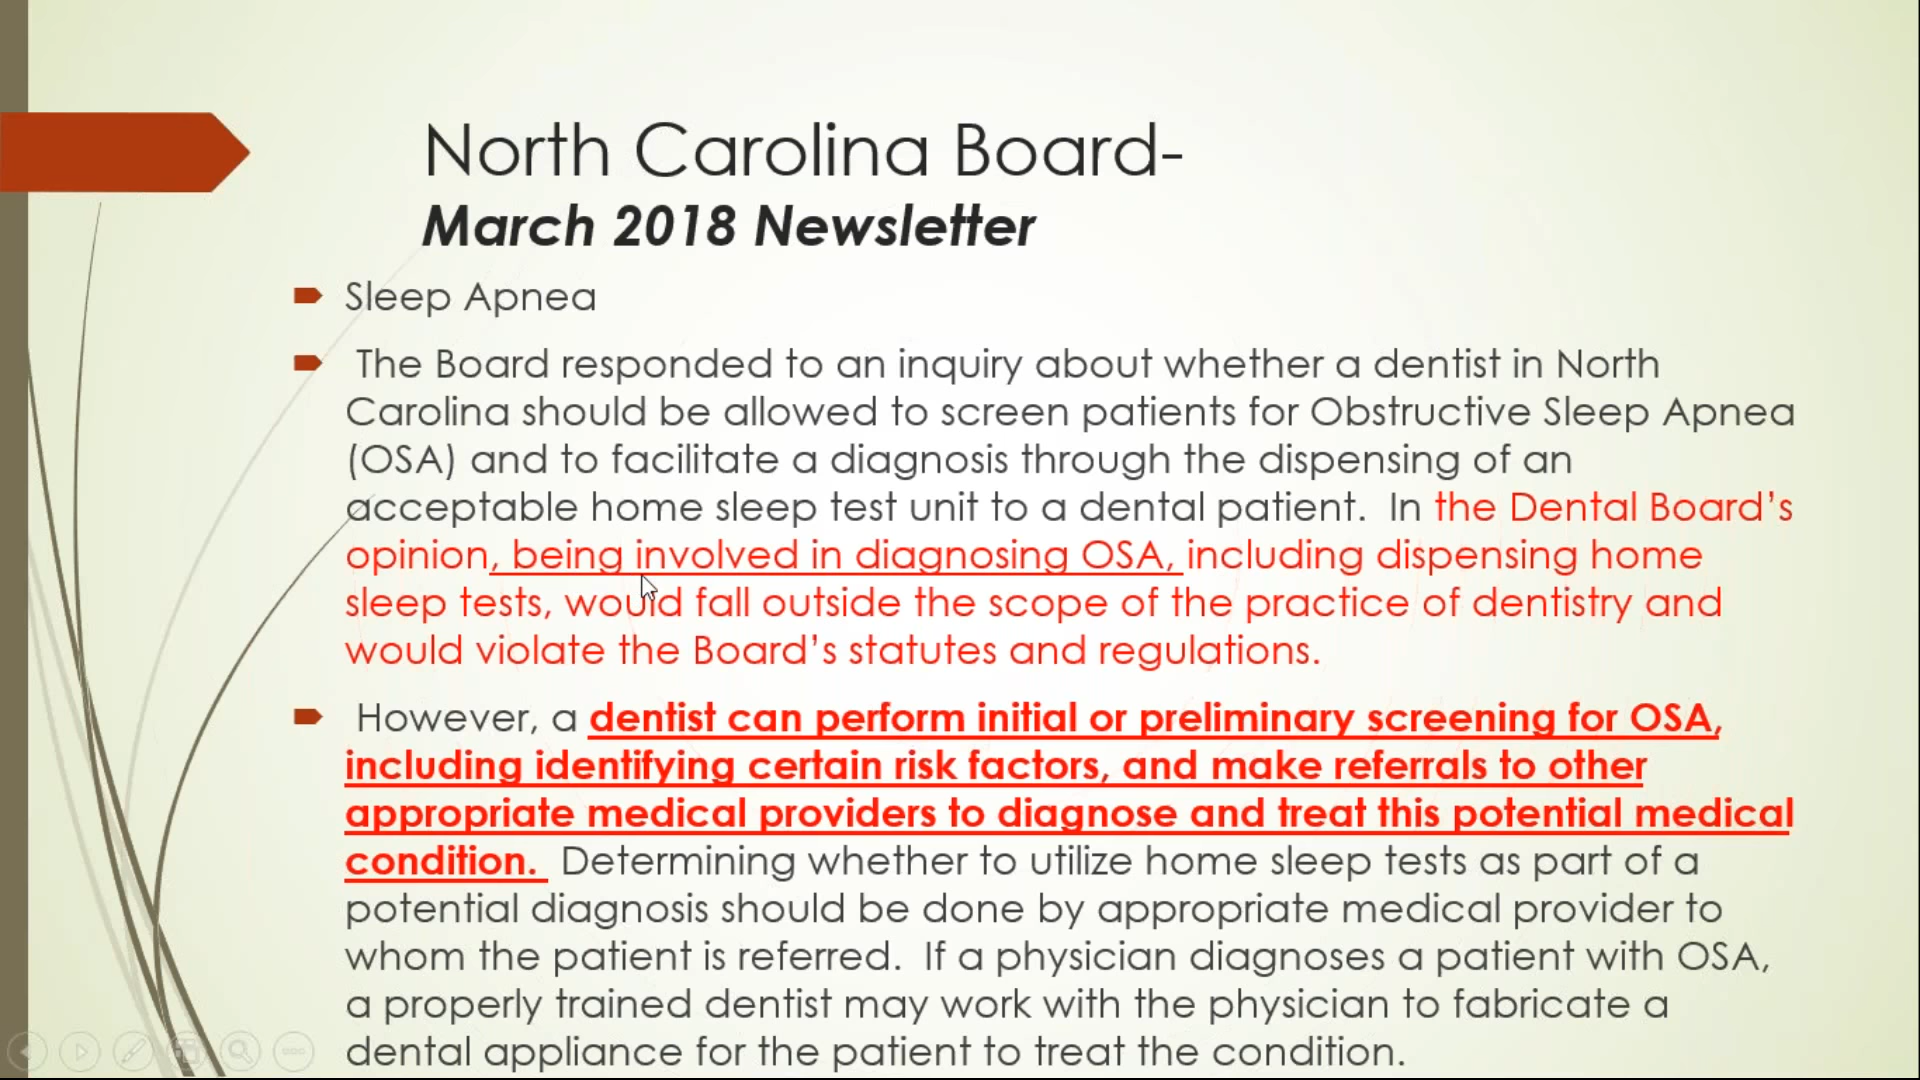 North Carolina Board-
March 2018 Newsletter
Sleep Apnea
The Board responded to an inquiry about whether a dentist in North
Carolina should be allowed to screen patients for Obstructive Sleep Apnea
(OSA) and to facilitate a diagnosis through the dispensing of an
acceptable home sleep test unit to a dental patient.  In the Dental Board’s
opinion, being involved in diagnosing OSA, including dispensing home
sleep tests, would fall outside the scope of the practice of dentistry and
would violate the Board’s statutes and regulations.
However, a dentist can perform initial or preliminary screening for OSA,
including identifying certain risk factors, and make referrals to other
appropriate medical providers to diagnose and treat this potential medical
condition.  Determining whether to utilize home sleep tests as part of a
potential diagnosis should be done by appropriate medical provider to
whom the patient is referred.  If a physician diagnoses a patient with OSA,
a properly trained dentist may work with the physician to fabricate a
dental appliance for the patient to treat the condition.